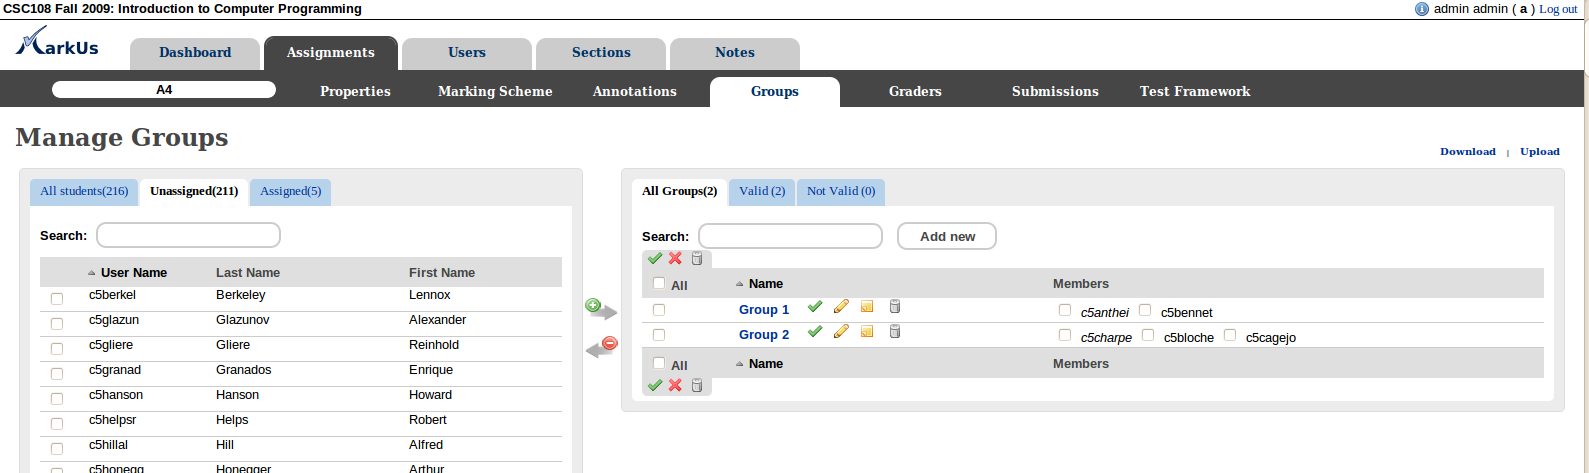 CSC108 Fall 2009: Introduction to Computer Programming
admin admin ( a ) Log out
MarkUs
Dashboard Assignments Users Sections Notes
A4 Properties Marking Scheme Annotations Groups Graders Submissions Test Framework
Manage Groups
Download | Upload
All students(216) Unassigned(211) Assigned(5)
Search:
User Name Last Name First Name
c5berkel Berkeley Lennox
c5glazun Glazunov Alexander
c5gliere Gliere Reinhold
c5granad Granados Enrique
c5hanson Hanson Howard
c5helpsr Helps Robert
c5hillal Hill Alfred
c5honegg Honegger Arthur
All Groups(2) Valid (2) Not Valid (0)
Search: Add new
All Name Members
Group 1 c5anthei c5bennet
Group 2 c5charpe c5bloche c5cagejo
All Name Members